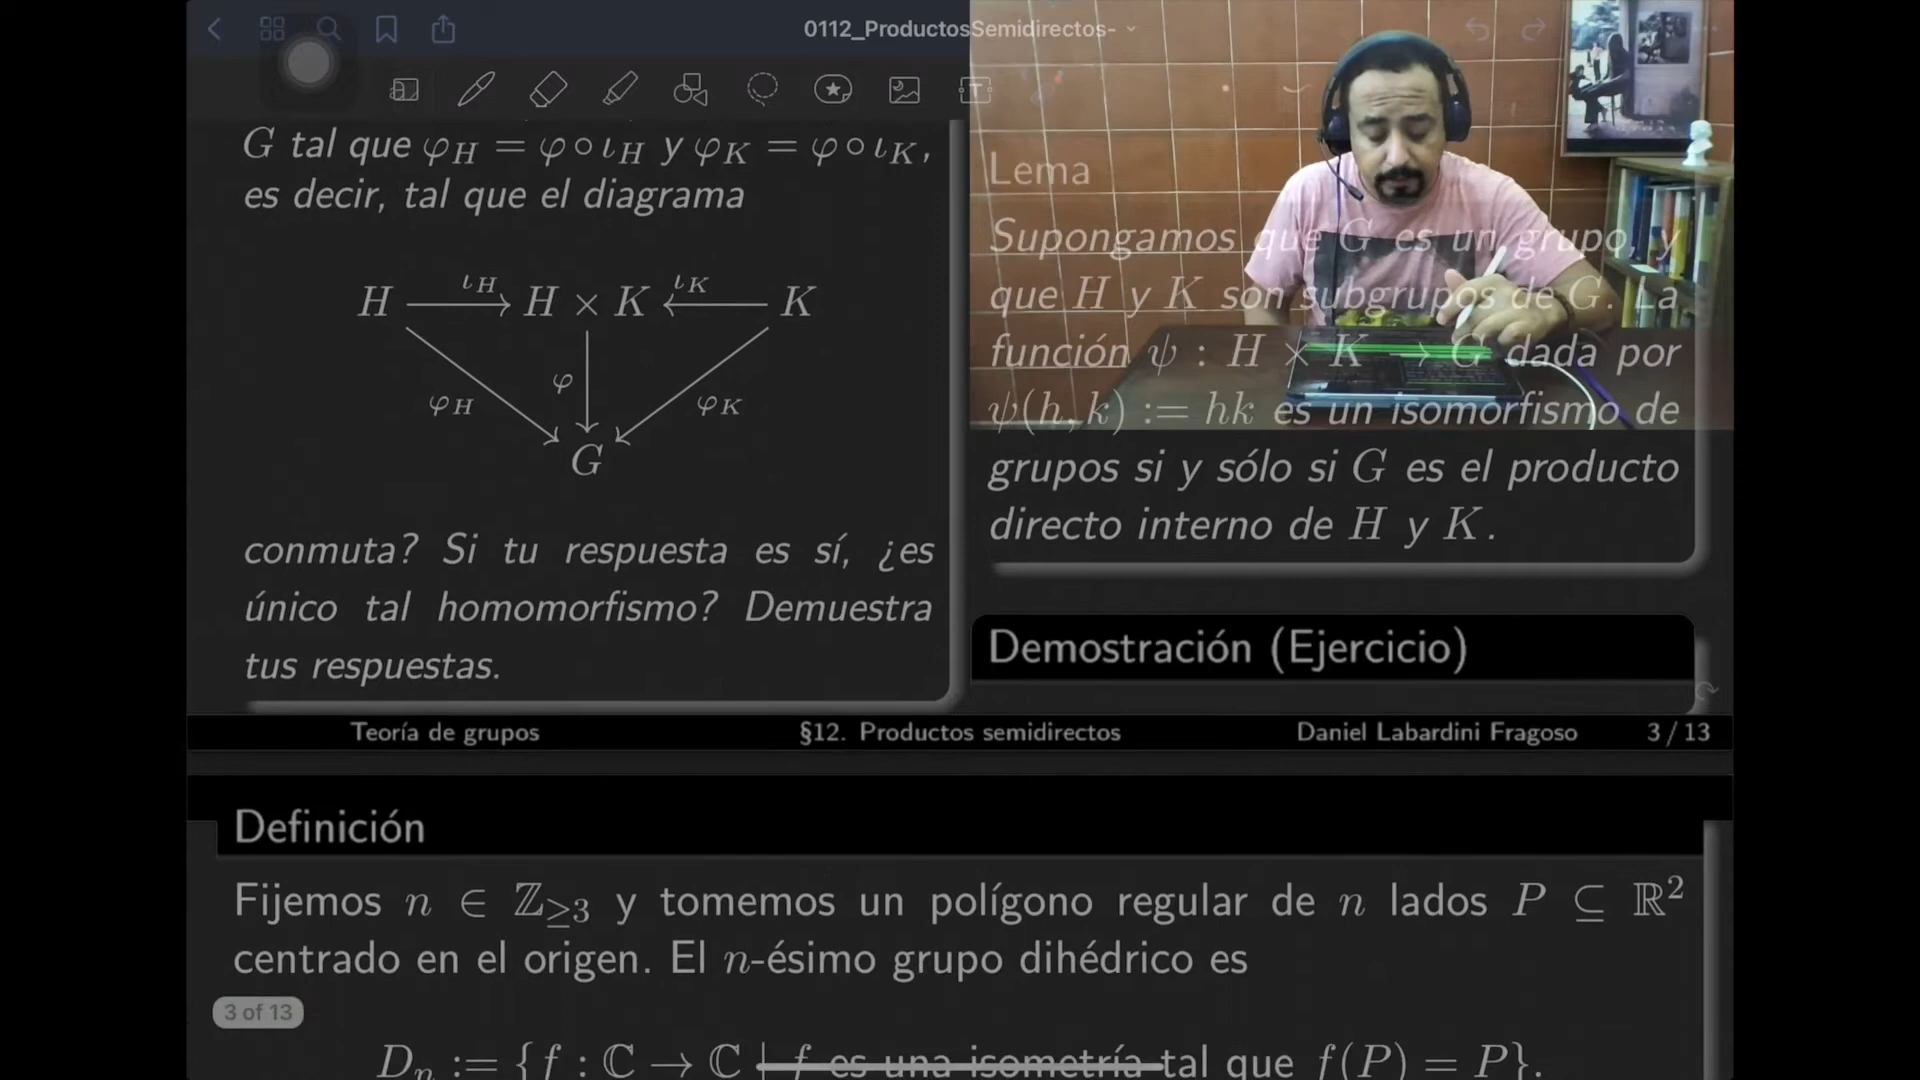 0112_ProductosSemidirectos-
G tal que φ_H = φ∘ι_H y φ_K = φ∘ι_K,
es decir, tal que el diagrama
H ι_H H × K ι_K K
φ_H φ φ_K
G
conmuta? Si tu respuesta es sí, ¿es
único tal homomorfismo? Demuestra
tus respuestas.
Lema
Supongamos que G es un grupo, y
que H y K son subgrupos de G. La
función ψ : H × K → G dada por
ψ(h, k) := hk es un isomorfismo de
grupos si y sólo si G es el producto
directo interno de H y K.
Demostración (Ejercicio)
Teoría de grupos §12. Productos semidirectos Daniel Labardini Fragoso 3 / 13
Definición
Fijemos n ∈ ℤ≥3 y tomemos un polígono regular de n lados P ⊆ ℝ²
centrado en el origen. El n-ésimo grupo dihédrico es
3 of 13
D_n := {f : ℂ → ℂ | f es una isometría tal que f(P) = P}.